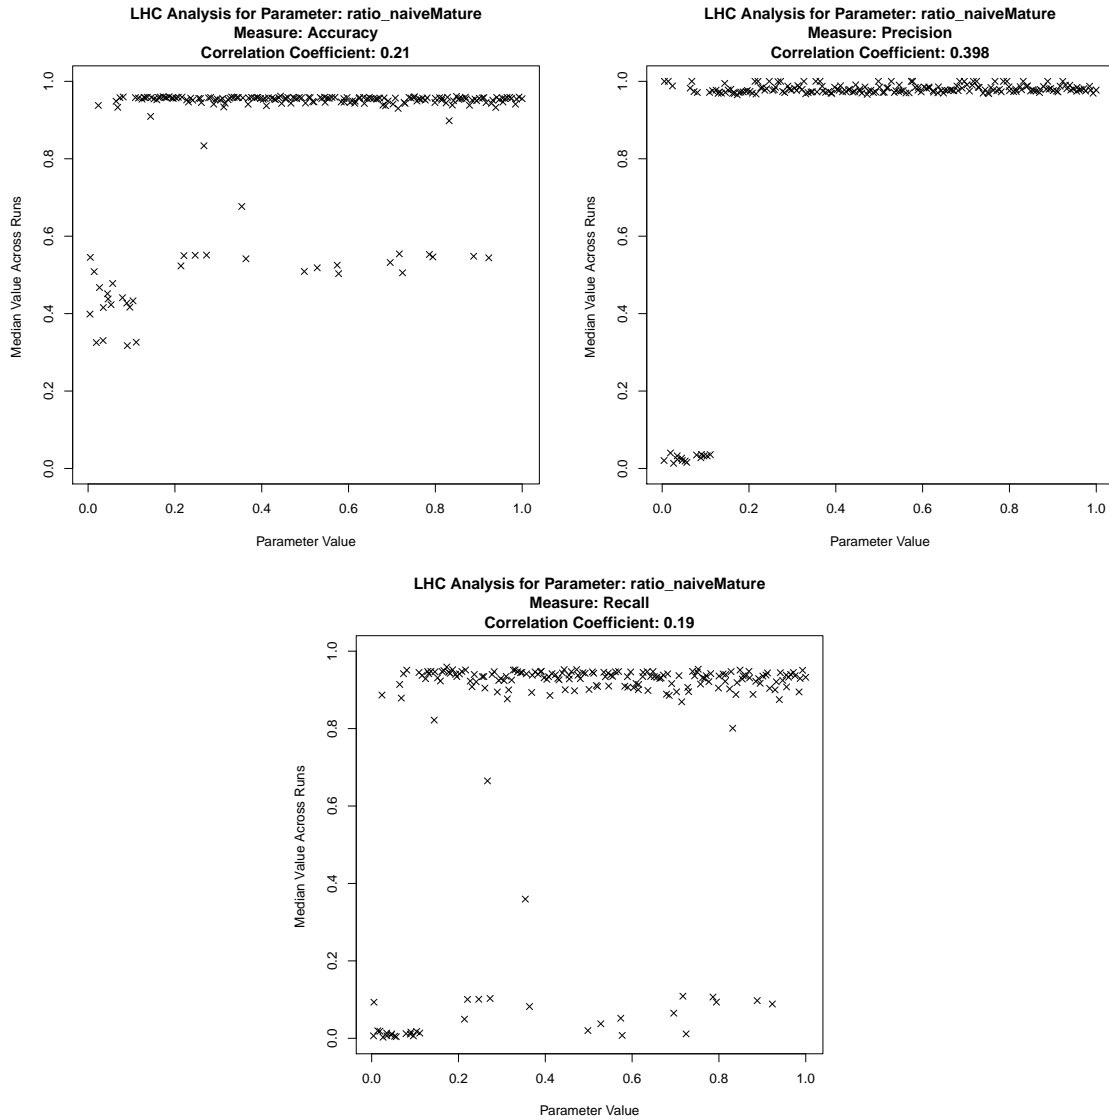 LHC Analysis for Parameter: ratio_naiveMature
Measure: Accuracy
Correlation Coefficient: 0.21
Median Value Across Runs
1.0
0.8
0.6
0.4
0.2
0.0
0.0 0.2 0.4 0.6 0.8 1.0
Parameter Value
LHC Analysis for Parameter: ratio_naiveMature
Measure: Precision
Correlation Coefficient: 0.398
Median Value Across Runs
1.0
0.8
0.6
0.4
0.2
0.0
0.0 0.2 0.4 0.6 0.8 1.0
Parameter Value
LHC Analysis for Parameter: ratio_naiveMature
Measure: Recall
Correlation Coefficient: 0.19
Median Value Across Runs
1.0
0.8
0.6
0.4
0.2
0.0
0.0 0.2 0.4 0.6 0.8 1.0
Parameter Value